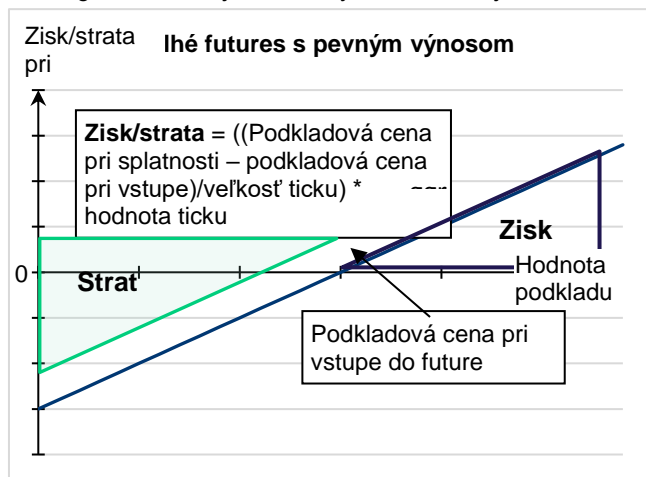 Zisk/strata
pri
lhé futures s pevným výnosom
Zisk/strata = ((Podkladová cena
pri splatnosti – podkladová cena
pri vstupe)/veľkosť ticku) *
hodnota ticku
Zisk
0
Strat
Hodnota
podkladu
Podkladová cena pri
vstupe do future